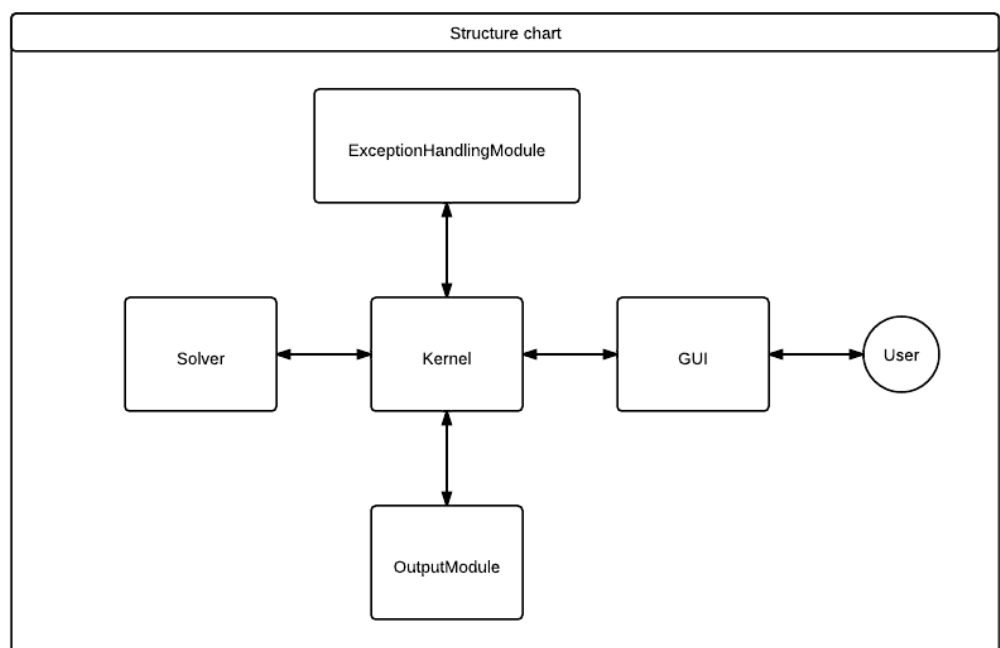 Structure chart
ExceptionHandlingModule
Solver
Kernel
GUI
User
OutputModule